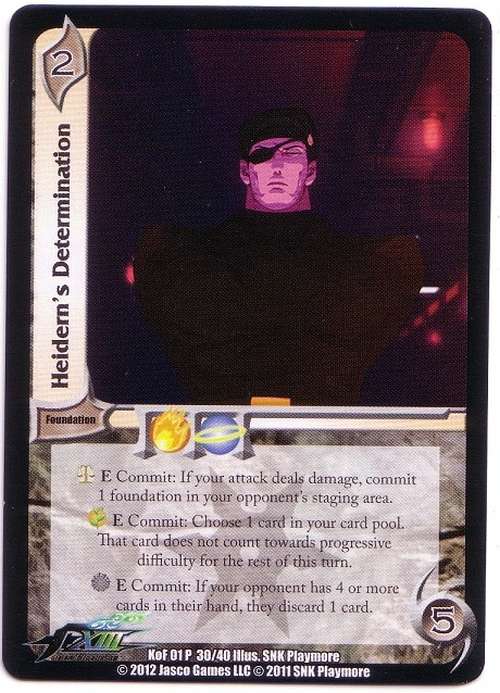 2
Heidern's Determination
Foundation
E Commit: If your attack deals damage, commit
1 foundation in your opponent's staging area.
E Commit: Choose 1 card in your card pool.
That card does not count towards progressive
difficulty for the rest of this turn.
E Commit: If your opponent has 4 or more
cards in their hand, they discard 1 card.
5
XIII
KoF 01 P 30/40 Illus. SNK Playmore
© 2012 Jasco Games LLC © 2011 SNK Playmore